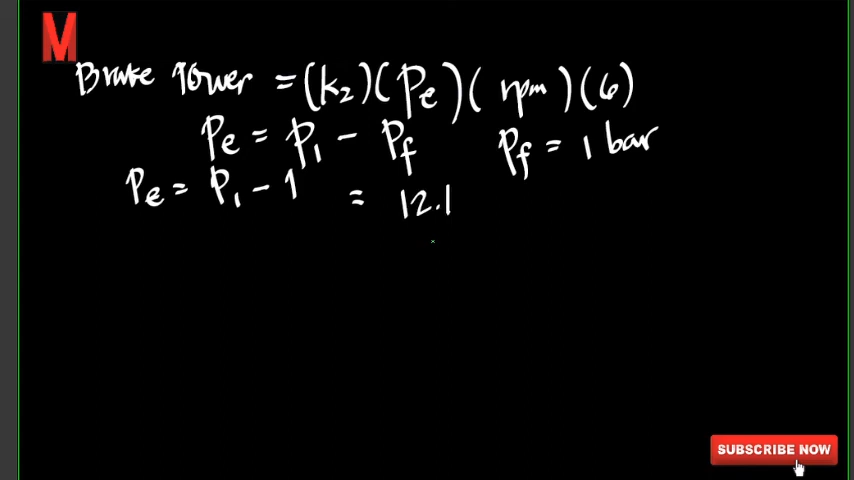 M
Brake Power = (k2)(Pe)(rpm)(6)
Pe = P1 - Pf Pf = 1 bar
Pe = P1 - 1 = 12.1
SUBSCRIBE NOW